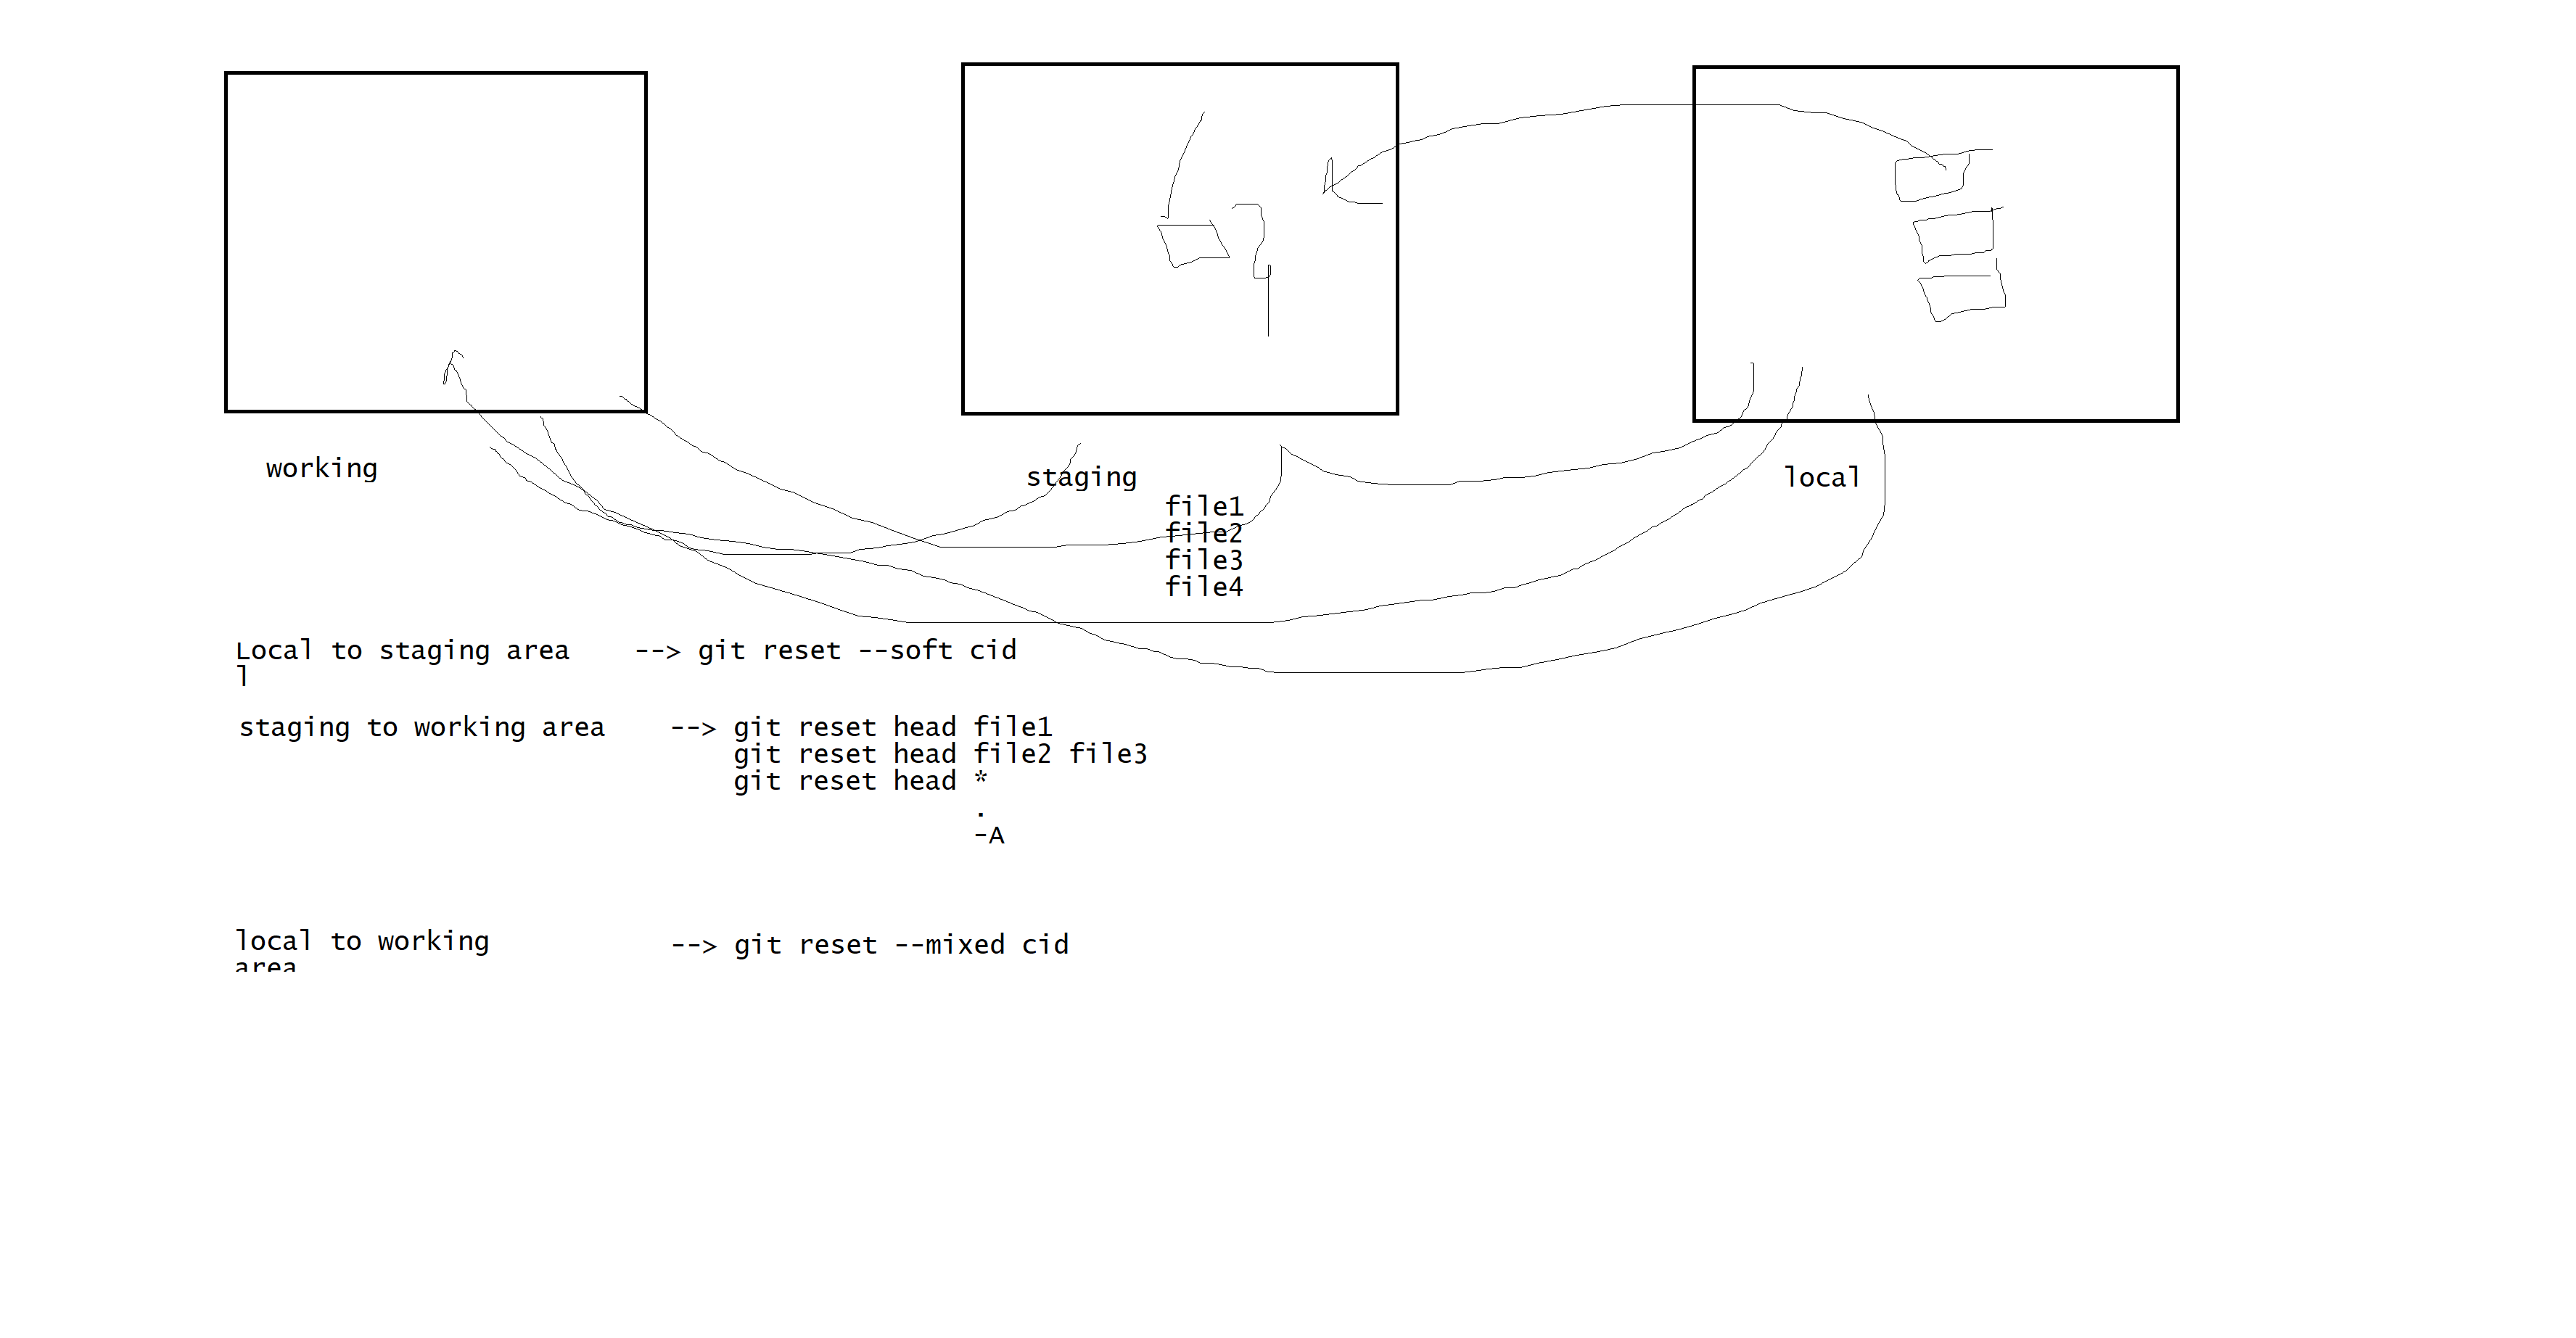 working
staging
local
file1
file2
file3
file4
Local to staging area --> git reset --soft cid
l
staging to working area --> git reset head file1
git reset head file2 file3
git reset head *
.
-A
local to working --> git reset --mixed cid
area